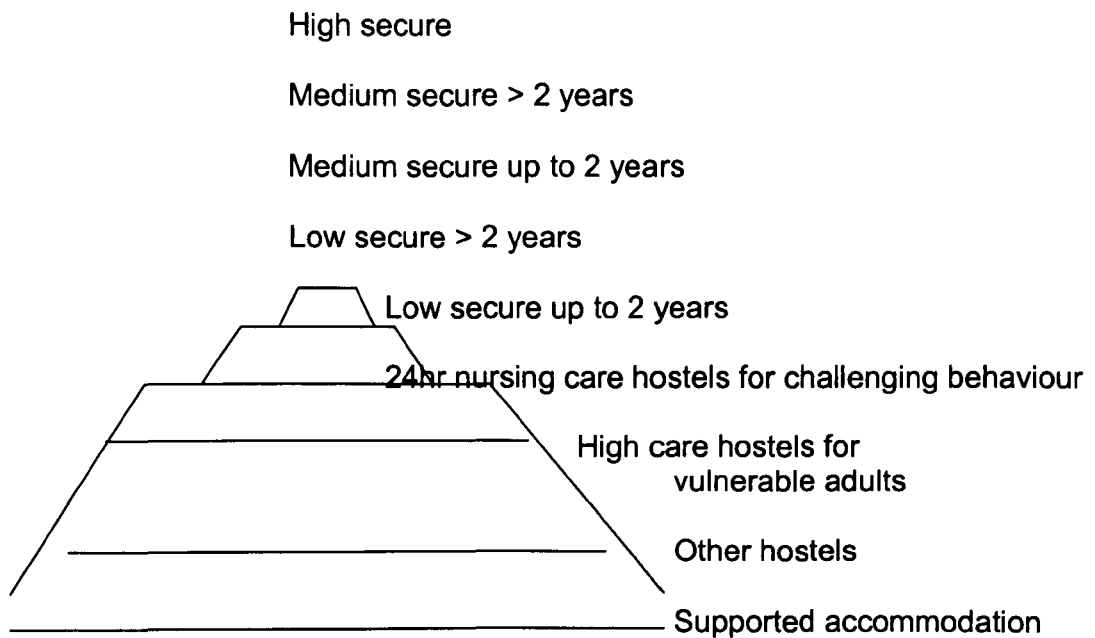 High secure
Medium secure > 2 years
Medium secure up to 2 years
Low secure > 2 years
Low secure up to 2 years
24hr nursing care hostels for challenging behaviour
High care hostels for
vulnerable adults
Other hostels
Supported accommodation